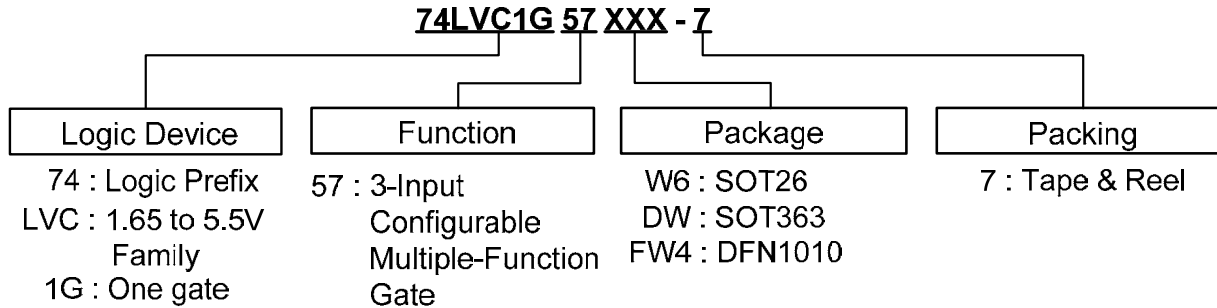 74LVC1G 57 XXX - 7
Logic Device
74 : Logic Prefix
LVC : 1.65 to 5.5V
Family
1G : One gate
Function
57 : 3-Input
Configurable
Multiple-Function
Gate
Package
W6 : SOT26
DW : SOT363
FW4 : DFN1010
Packing
7 : Tape & Reel